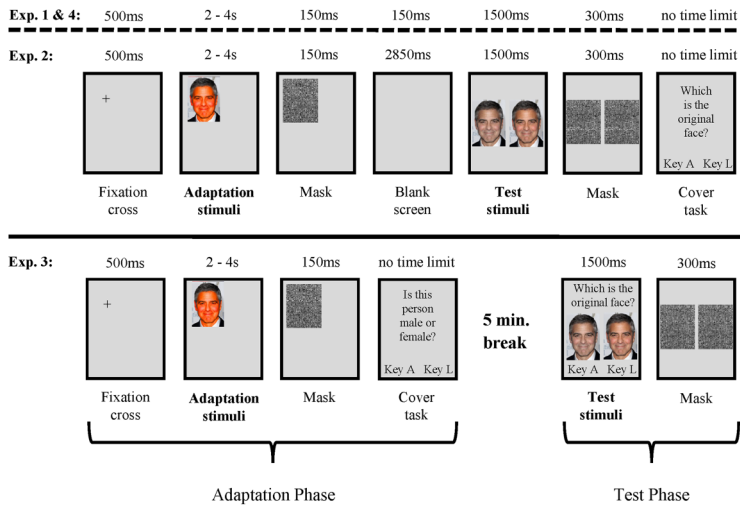 Exp. 1 & 4: 500ms 2 - 4s 150ms 150ms 1500ms 300ms no time limit
Exp. 2: 500ms 2 - 4s 150ms 2850ms 1500ms 300ms no time limit
+
Which
is the
original
face?
Key A Key L
Fixation
cross
Adaptation
stimuli
Mask
Blank
screen
Test
stimuli
Mask
Cover
task
Exp. 3: 500ms 2 - 4s 150ms no time limit 1500ms 300ms
+
Is this
person
male or
female?
Key A Key L
5 min.
break
Which is the
original face?
Key A Key L
Fixation
cross
Adaptation
stimuli
Mask
Cover
task
Test
stimuli
Mask
Adaptation Phase
Test Phase